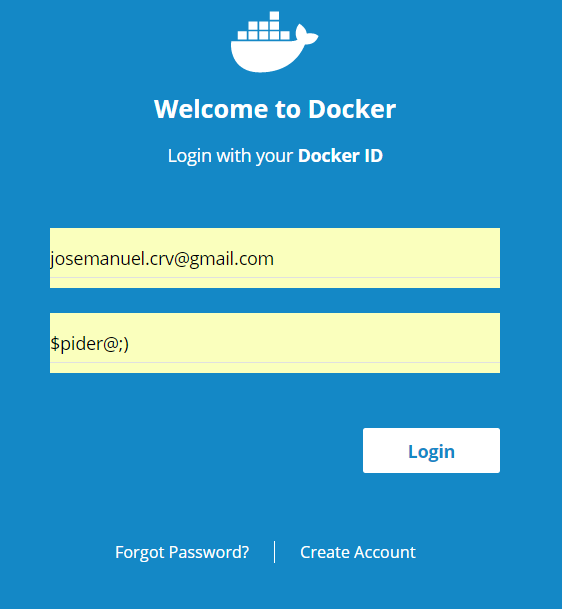 Welcome to Docker
Login with your Docker ID
josemanuel.crv@gmail.com
$pider@;)
Login
Forgot Password?
Create Account